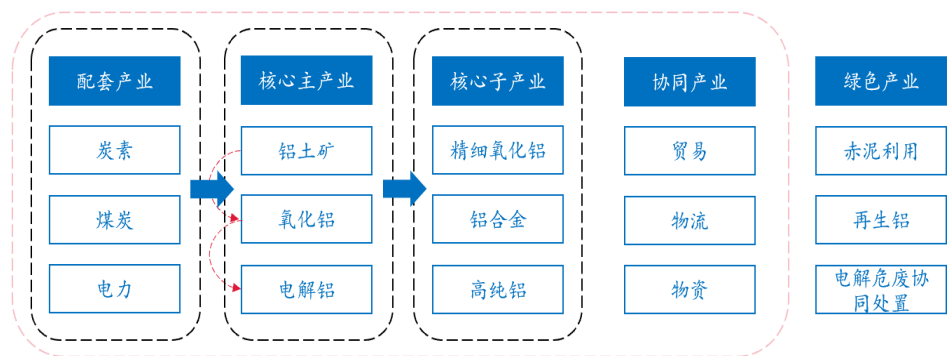 配套产业
炭素
煤炭
电力
核心主产业
铝土矿
氧化铝
电解铝
核心子产业
精细氧化铝
铝合金
高纯铝
协同产业
贸易
物流
物资
绿色产业
赤泥利用
再生铝
电解危废协
同处置